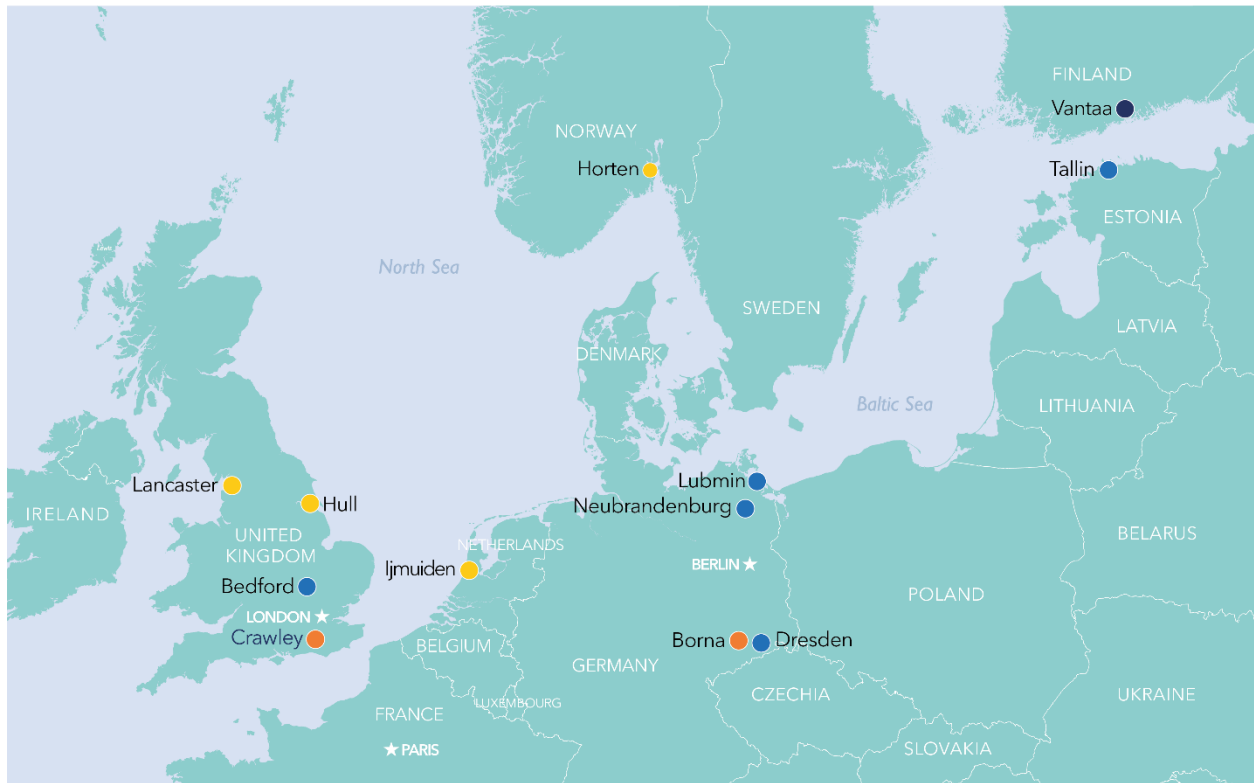 FINLAND
Vantaa
NORWAY
Horten
Tallin
ESTONIA
Lewis
North Sea
SWEDEN
LATVIA
DENMARK
Baltic Sea
LITHUANIA
Lancaster
Lubmin
Hull
Neubrandenburg
IRELAND
UNITED
KINGDOM
NETHERLANDS
BELARUS
Ijmuiden
BERLIN
Bedford
POLAND
LONDON
Crawley
BELGIUM
Borna
Dresden
GERMANY
CZECHIA
UKRAINE
LUXEMBOURG
FRANCE
PARIS
SLOVAKIA